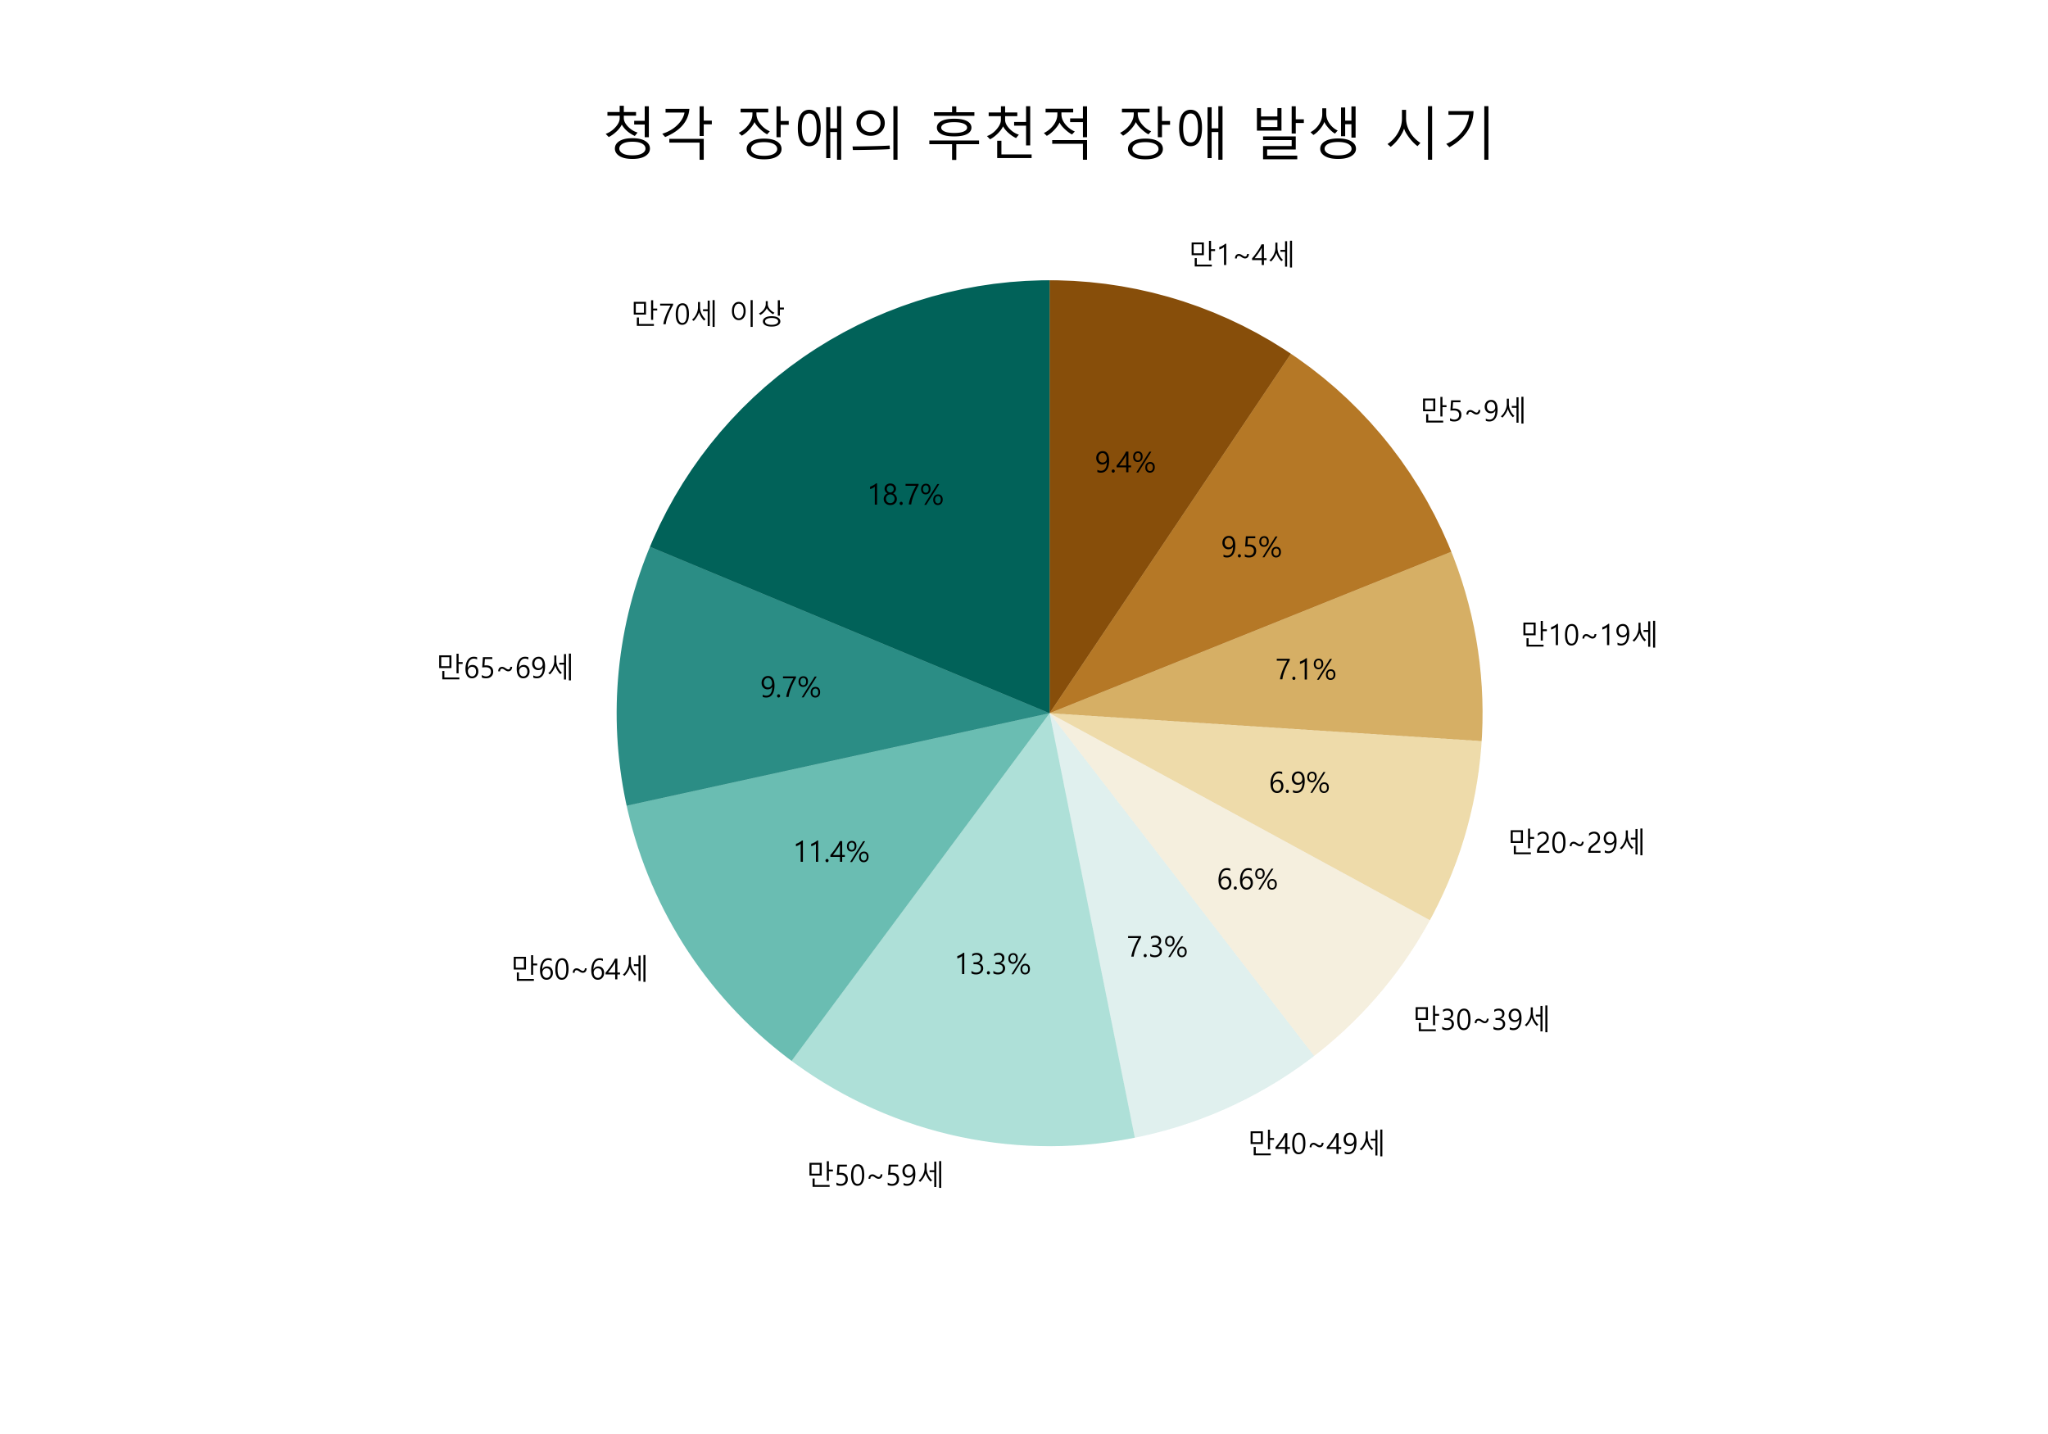 청각 장애의 후천적 장애 발생 시기
만1~4세
만70세 이상
만5~9세
9.4%
18.7%
9.5%
만10~19세
만65~69세
7.1%
9.7%
6.9%
만20~29세
11.4%
6.6%
7.3%
13.3%
만60~64세
만30~39세
만40~49세
만50~59세